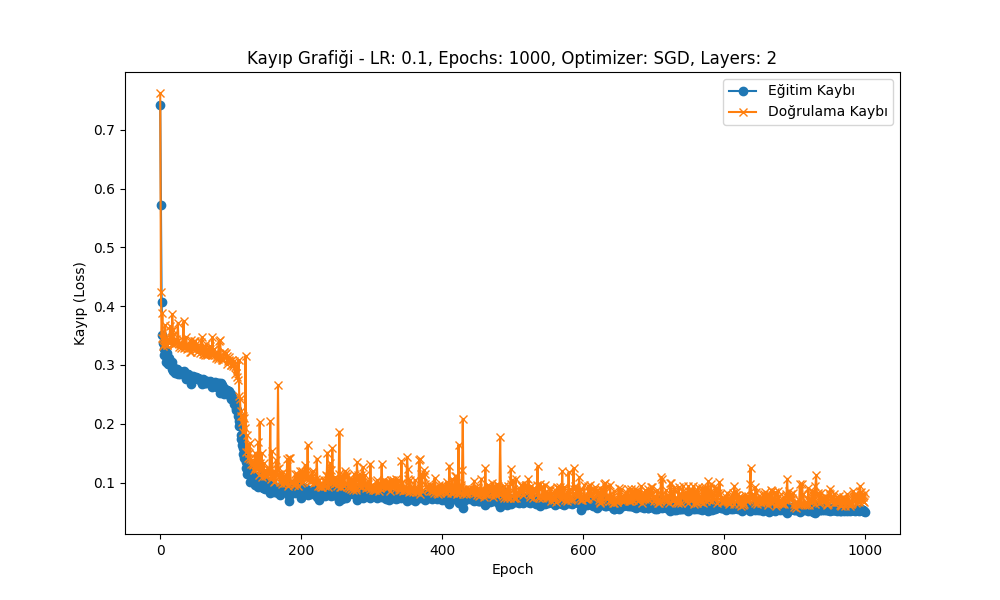 Kayıp Grafiği - LR: 0.1, Epochs: 1000, Optimizer: SGD, Layers: 2
Eğitim Kaybı
Doğrulama Kaybı
0.7
0.6
0.5
0.4
0.3
0.2
0.1
Kayıp (Loss)
0 200 400 600 800 1000
Epoch